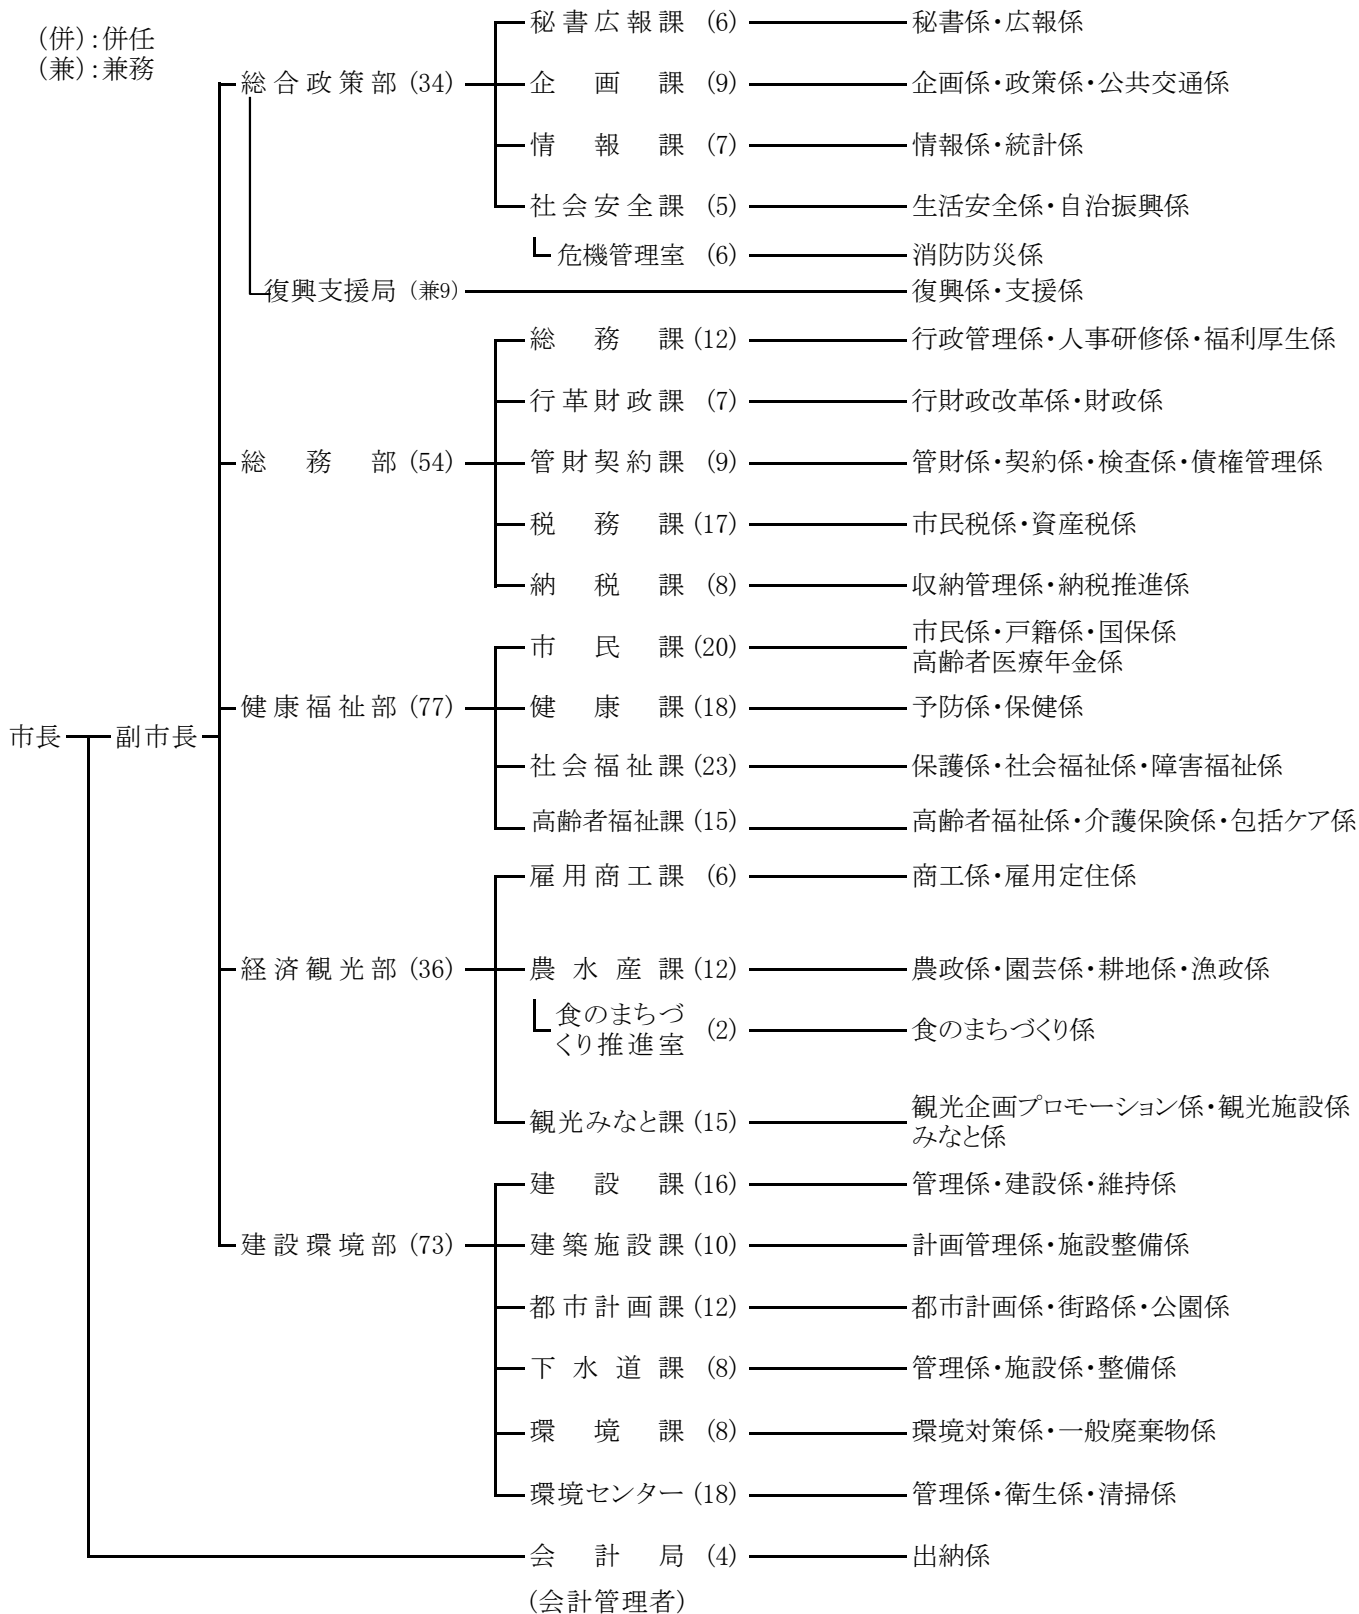 (併):併任
(兼):兼務
秘書広報課 (6) 秘書係・広報係
総合政策部 (34) 企画課 (9) 企画係・政策係・公共交通係
情報課 (7) 情報係・統計係
社会安全課 (5) 生活安全係・自治振興係
危機管理室 (6) 消防防災係
復興支援局 (兼9) 復興係・支援係
総務課 (12) 行政管理係・人事研修係・福利厚生係
行革財政課 (7) 行財政改革係・財政係
総務部 (54) 管財契約課 (9) 管財係・契約係・検査係・債権管理係
税務課 (17) 市民税係・資産税係
納税課 (8) 収納管理係・納税推進係
市民課 (20) 市民係・戸籍係・国保係
高齢者医療年金係
健康福祉部 (77) 健康課 (18) 予防係・保健係
市長 副市長
社会福祉課 (23) 保護係・社会福祉係・障害福祉係
高齢者福祉課 (15) 高齢者福祉係・介護保険係・包括ケア係
雇用商工課 (6) 商工係・雇用定住係
経済観光部 (36) 農水産課 (12) 農政係・園芸係・耕地係・漁政係
食のまちづ
くり推進室 (2) 食のまちづくり係
観光みなと課 (15) 観光企画プロモーション係・観光施設係
みなと係
建設課 (16) 管理係・建設係・維持係
建設環境部 (73) 建築施設課 (10) 計画管理係・施設整備係
都市計画課 (12) 都市計画係・街路係・公園係
下水道課 (8) 管理係・施設係・整備係
環境課 (8) 環境対策係・一般廃棄物係
環境センター (18) 管理係・衛生係・清掃係
会計局 (4) 出納係
(会計管理者)